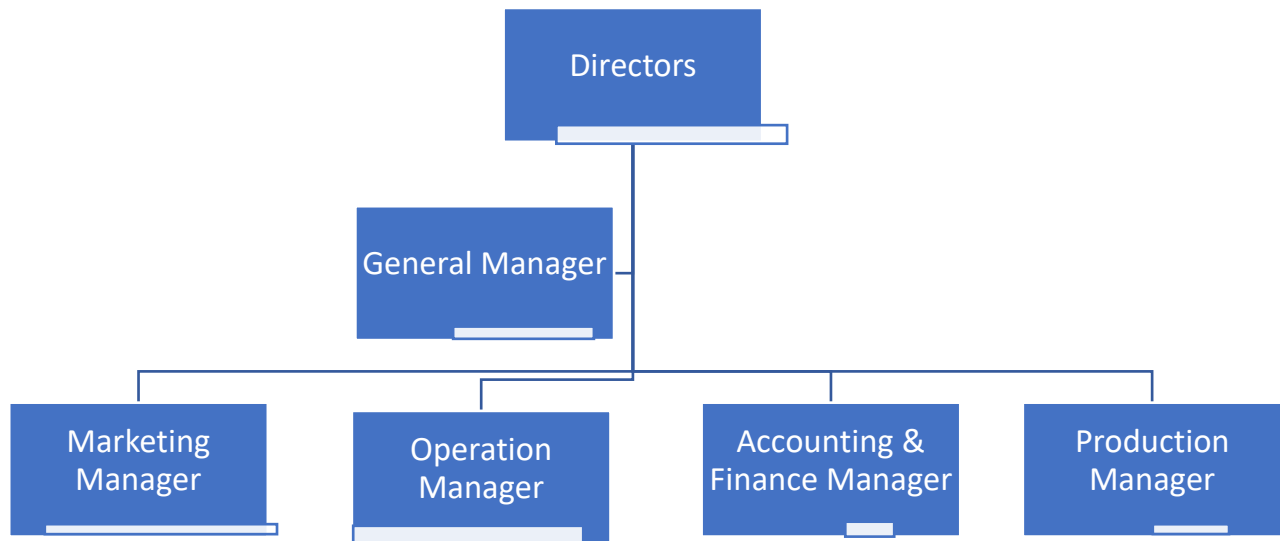 Directors
General Manager
Marketing
Manager
Operation
Manager
Accounting &
Finance Manager
Production
Manager